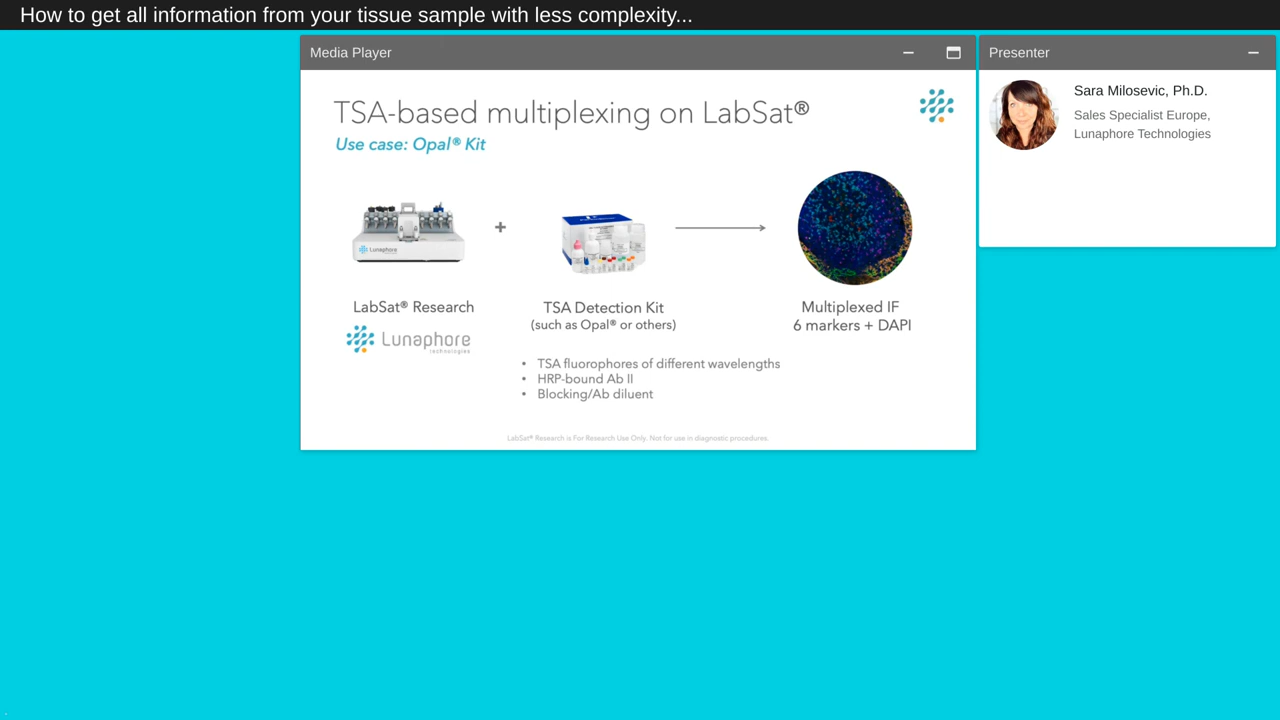 How to get all information from your tissue sample with less complexity...
Media Player
Presenter
Sara Milosevic, Ph.D.
Sales Specialist Europe,
Lunaphore Technologies
TSA-based multiplexing on LabSat®
Use case: Opal® Kit
Lunaphore
+
LabSat® Research
TSA Detection Kit
(such as Opal® or others)
Multiplexed IF
6 markers + DAPI
Lunaphore
technologies
• TSA fluorophores of different wavelengths
• HRP-bound Ab II
• Blocking/Ab diluent
LabSat® Research is For Research Use Only. Not for use in diagnostic procedures.